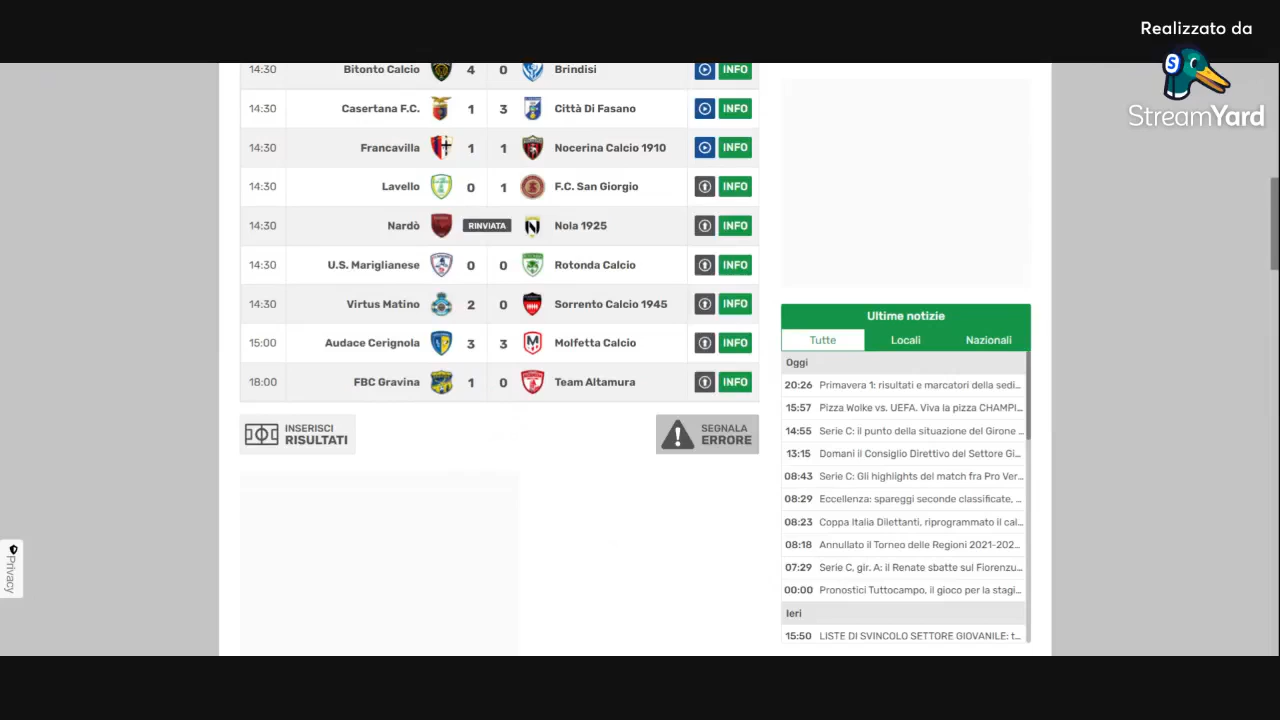 Realizzato da
StreamYard
14:30 Bitonto Calcio 4 0 Brindisi INFO
14:30 Casertana F.C. 1 3 Città Di Fasano INFO
14:30 Francavilla 1 1 Nocerina Calcio 1910 INFO
14:30 Lavello 0 1 F.C. San Giorgio INFO
14:30 Nardò RINVIATA Nola 1925 INFO
14:30 U.S. Mariglianese 0 0 Rotonda Calcio INFO
14:30 Virtus Matino 2 0 Sorrento Calcio 1945 INFO
15:00 Audace Cerignola 3 3 Molfetta Calcio INFO
18:00 FBC Gravina 1 0 Team Altamura INFO
INSERISCI
RISULTATI
SEGNALA
ERRORE
Ultime notizie
Tutte Locali Nazionali
Oggi
20:26 Primavera 1: risultati e marcatori della sedi...
15:57 Pizza Wolke vs. UEFA. Viva la pizza CHAMPI...
14:55 Serie C: il punto della situazione del Girone ...
13:15 Domani il Consiglio Direttivo del Settore Gi...
08:43 Serie C: Gli highlights del match fra Pro Ver...
08:29 Eccellenza: spareggi seconde classificate, ...
08:23 Coppa Italia Dilettanti, riprogrammato il cal...
08:18 Annullato il Torneo delle Regioni 2021-202...
07:29 Serie C, gir. A: il Renate sbatte sul Fiorenzu...
00:00 Pronostici Tuttocampo, il gioco per la stagi...
Ieri
15:50 LISTE DI SVINCOLO SETTORE GIOVANILE: t...
Privacy